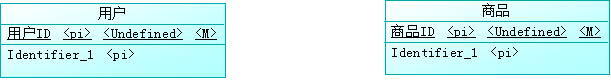 用户
用户ID <pi> <Undefined> <M>
Identifier_1 <pi>
商品
商品ID <pi> <Undefined> <M>
Identifier_1 <pi>